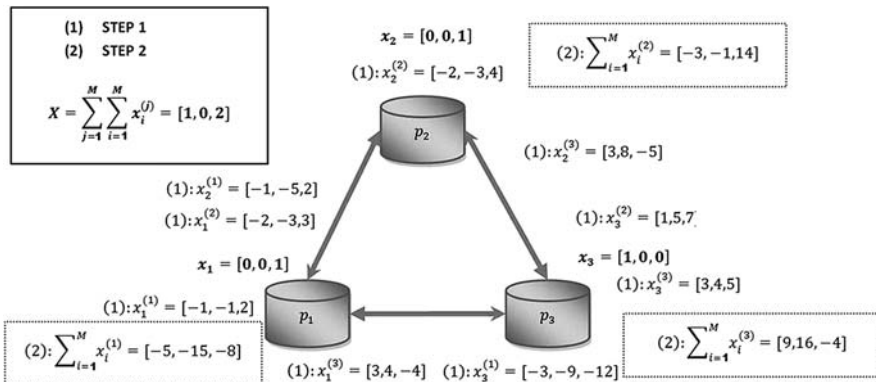 (1) STEP 1
(2) STEP 2
X = \sum_{j=1}^{M} \sum_{i=1}^{M} x_i^{(j)} = [1, 0, 2]
x_2 = [0, 0, 1]
(1): x_2^{(2)} = [-2, -3,4]
(2): \sum_{i=1}^{M} x_i^{(2)} = [-3, -1,14]
p_2
(1): x_2^{(3)} = [3,8, -5]
(1): x_2^{(1)} = [-1, -5,2]
(1): x_1^{(2)} = [-2, -3,3]
(1): x_3^{(2)} = [1,5,7]
x_1 = [0, 0, 1]
x_3 = [1, 0, 0]
(1): x_3^{(3)} = [3,4,5]
(1): x_1^{(1)} = [-1, -1,2]
p_1
p_3
(2): \sum_{i=1}^{M} x_i^{(1)} = [-5, -15, -8]
(2): \sum_{i=1}^{M} x_i^{(3)} = [9,16, -4]
(1): x_1^{(3)} = [3,4, -4]
(1): x_3^{(1)} = [-3, -9, -12]